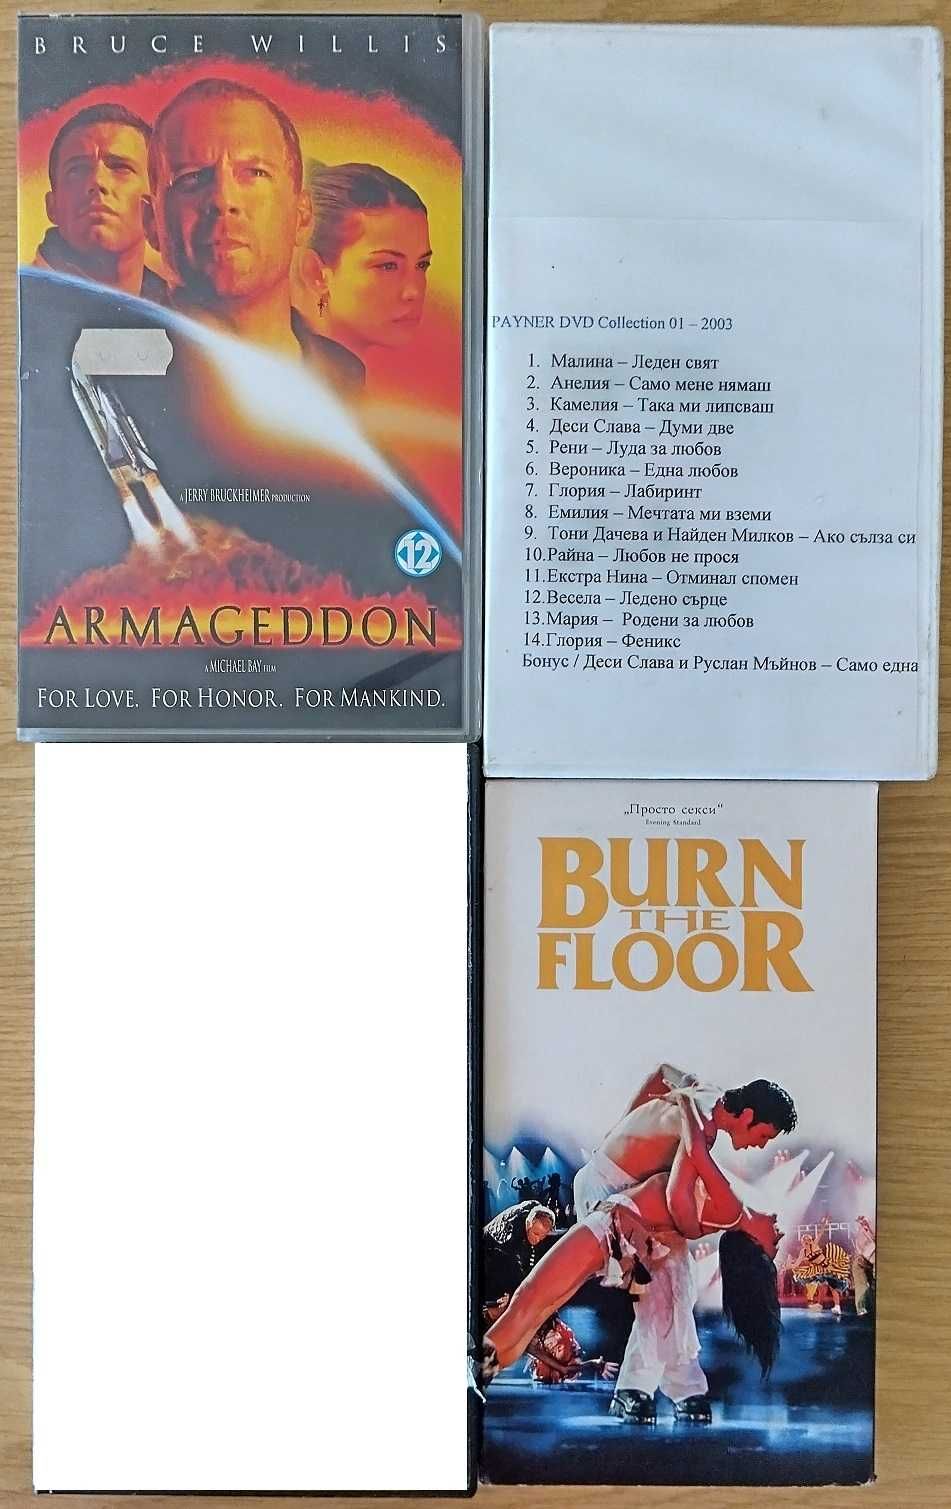 BRUCE WILLIS
A JERRY BRUCKHEIMER PRODUCTION
12
ARMAGEDDON
A MICHAEL BAY FILM
FOR LOVE. FOR HONOR. FOR MANKIND.
PAYNER DVD Collection 01 – 2003
1. Малина – Леден свят
2. Анелия – Само мене нямаш
3. Камелия – Така ми липсваш
4. Деси Слава – Думи две
5. Рени – Луда за любов
6. Вероника – Една любов
7. Глория – Лабиринт
8. Емилия – Мечтата ми вземи
9. Тони Дачева и Найден Милков – Ако сълза си
10.Райна – Любов не прося
11.Екстра Нина – Отминал спомен
12.Весела – Ледено сърце
13.Мария – Родени за любов
14.Глория – Феникс
Бонус / Деси Слава и Руслан Мъйнов – Само една
„Просто секси“
Evening Standard
BURN
THE
FLOOR